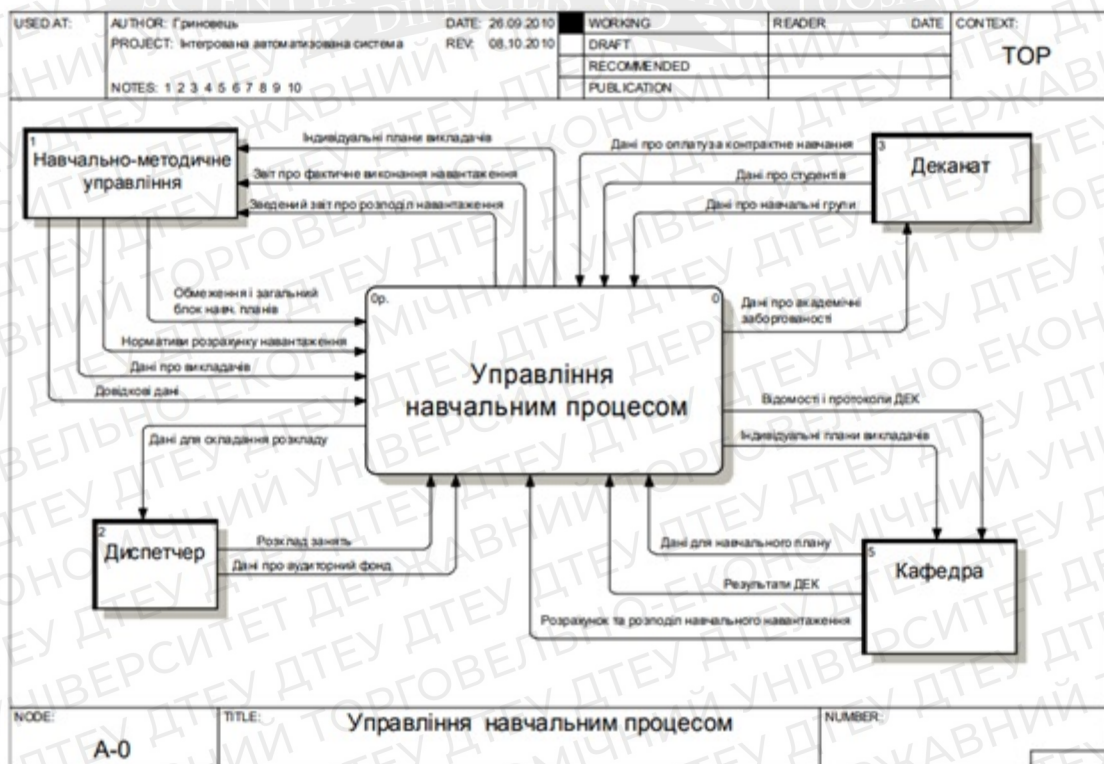 USED AT:
AUTHOR: Гриновець
DATE: 26.09.2010
WORKING
READER
DATE
CONTEXT:
PROJECT: Інтегрована автоматизована система
REV: 08.10.2010
DRAFT
TOP
RECOMMENDED
NOTES: 1 2 3 4 5 6 7 8 9 10
PUBLICATION
1
Навчально-методичне
управління
Індивідуальні плани викладачів
Звіт про фактичне виконання навантаження
Зведений звіт про розподіл навантаження
Дані про оплату за контрактне навчання
Дані про студентів
Дані про навчальні групи
3
Деканат
Обмеження і загальний
блок навч. планів
Нормативи розрахунку навантаження
Дані про викладачів
Довідкові дані
0р.
0
Управління
навчальним процесом
Дані про академічні
заборгованості
Відомості і протоколи ДЕК
Індивідуальні плани викладачів
Дані для складання розкладу
2
Диспетчер
Розклад занять
Дані про аудиторний фонд
Дані для навчального плану
Результати ДЕК
Розрахунок та розподіл навчального навантаження
5
Кафедра
NODE:
A-0
TITLE:
Управління навчальним процесом
NUMBER: